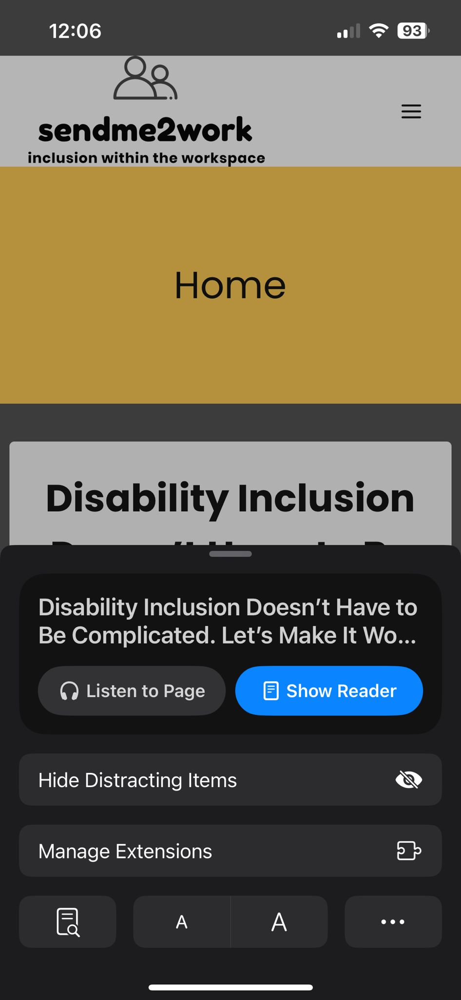 12:06
93
sendme2work
inclusion within the workspace
Home
Disability Inclusion
Disability Inclusion Doesn’t Have to
Be Complicated. Let’s Make It Wo...
Listen to Page
Show Reader
Hide Distracting Items
Manage Extensions
A A